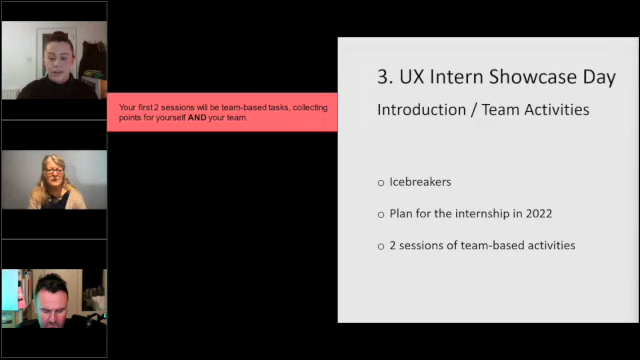 3. UX Intern Showcase Day
Introduction / Team Activities
Your first 2 sessions will be team-based tasks, collecting
points for yourself AND your team.
o Icebreakers
o Plan for the internship in 2022
o 2 sessions of team-based activities